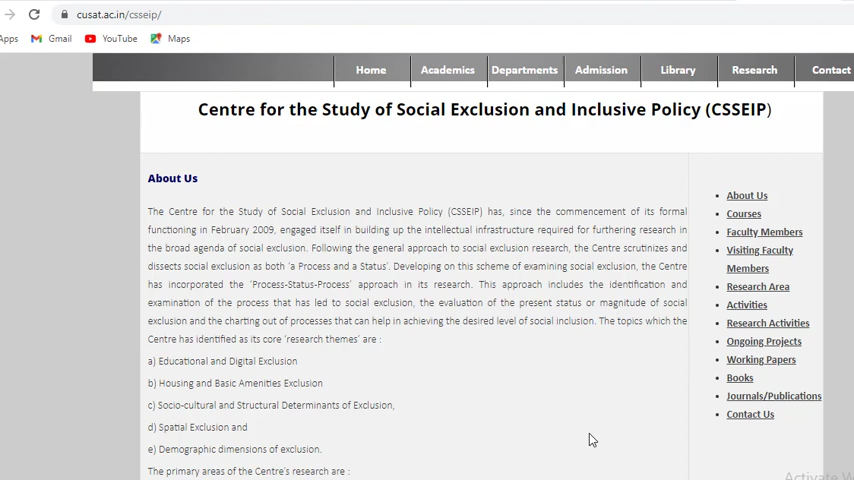 cusat.ac.in/csseip/
Apps Gmail YouTube Maps
Home Academics Departments Admission Library Research Contact
Centre for the Study of Social Exclusion and Inclusive Policy (CSSEIP)
About Us
The Centre for the Study of Social Exclusion and Inclusive Policy (CSSEIP) has, since the commencement of its formal
functioning in February 2009, engaged itself in building up the intellectual infrastructure required for furthering research in
the broad agenda of social exclusion. Following the general approach to social exclusion research, the Centre scrutinizes and
dissects social exclusion as both ‘a Process and a Status’. Developing on this scheme of examining social exclusion, the Centre
has incorporated the ‘Process-Status-Process’ approach in its research. This approach includes the identification and
examination of the process that has led to social exclusion, the evaluation of the present status or magnitude of social
exclusion and the charting out of processes that can help in achieving the desired level of social inclusion. The topics which the
Centre has identified as its core ‘research themes’ are :
a) Educational and Digital Exclusion
b) Housing and Basic Amenities Exclusion
c) Socio-cultural and Structural Determinants of Exclusion,
d) Spatial Exclusion and
e) Demographic dimensions of exclusion.
The primary areas of the Centre's research are :
About Us
Courses
Faculty Members
Visiting Faculty
Members
Research Area
Activities
Research Activities
Ongoing Projects
Working Papers
Books
Journals/Publications
Contact Us
Activate